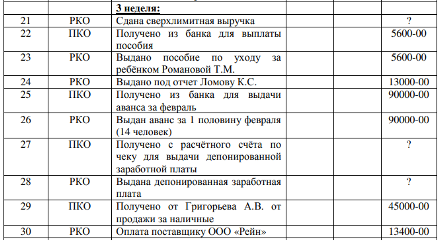 3 неделя:
21 РКО Сдана сверхлимитная выручка ?
22 ПКО Получено из банка для выплаты 5600-00
пособия
23 РКО Выдано пособие по уходу за 5600-00
ребёнком Романовой Т.М.
24 РКО Выдано под отчет Ломову К.С. 13000-00
25 ПКО Получено из банка для выдачи 90000-00
аванса за февраль
26 РКО Выдан аванс за 1 половину февраля 90000-00
(14 человек)
27 ПКО Получено с расчётного счёта по ?
чеку для выдачи депонированной
заработной платы
28 РКО Выдана депонированная заработная ?
плата
29 ПКО Получено от Григорьева А.В. от 45000-00
продажи за наличные
30 РКО Оплата поставщику ООО «Рейн» 13400-00